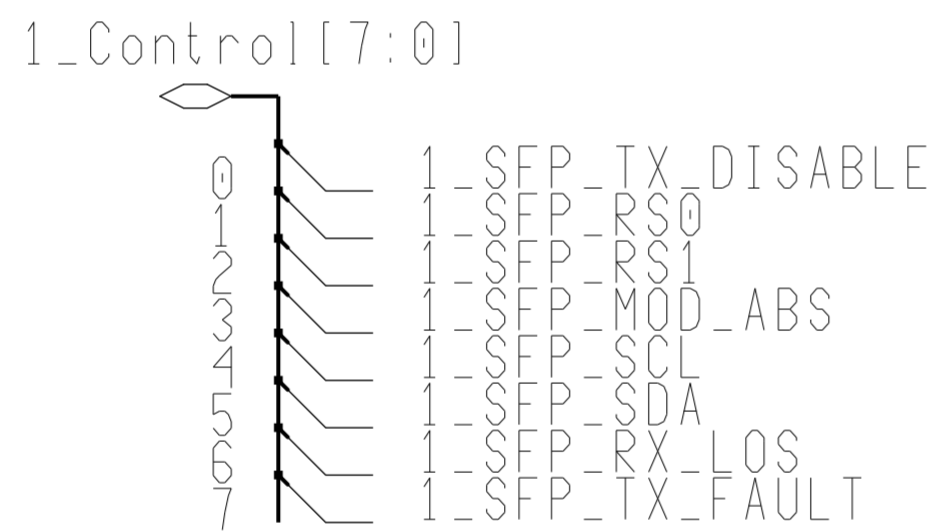 1_Control[7:0]
0 1_SFP_TX_DISABLE
1 1_SFP_RS0
2 1_SFP_RS1
3 1_SFP_MOD_ABS
4 1_SFP_SCL
5 1_SFP_SDA
6 1_SFP_RX_LOS
7 1_SFP_TX_FAULT